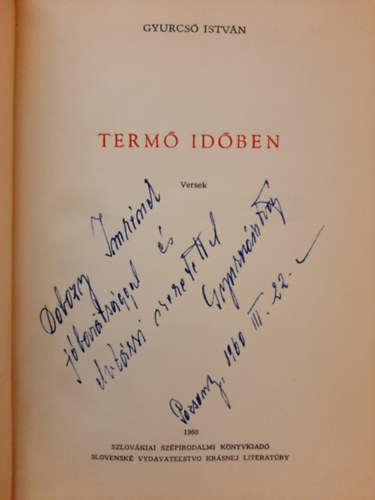 GYURCSÓ ISTVÁN
TERMŐ IDŐBEN
Versek
Dobozy Imrének
jóbarátsággal és
elvtársi szeretettel
Gyurcsó István
Pozsony, 1960 III. 22.
1960
SZLOVÁKIAI SZÉPIRODALMI KÖNYVKIADÓ
SLOVENSKÉ VYDAVATEĽSTVO KRÁSNEJ LITERATÚRY